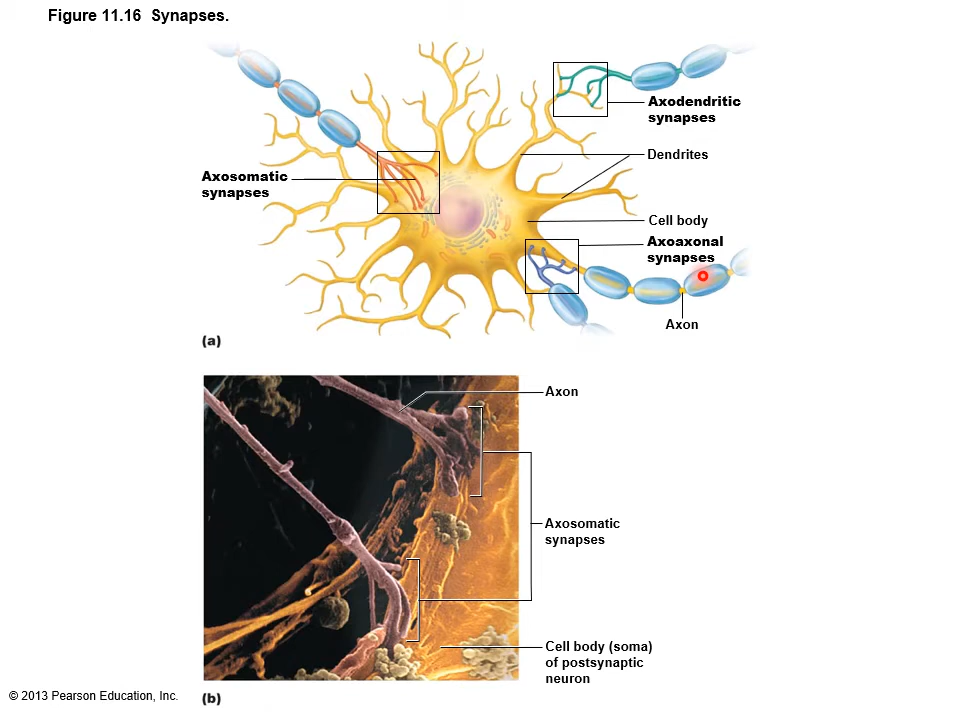 Figure 11.16 Synapses.
Axodendritic
synapses
Dendrites
Axosomatic
synapses
Cell body
Axoaxonal
synapses
Axon
(a)
Axon
Axosomatic
synapses
Cell body (soma)
of postsynaptic
neuron
© 2013 Pearson Education, Inc.
(b)